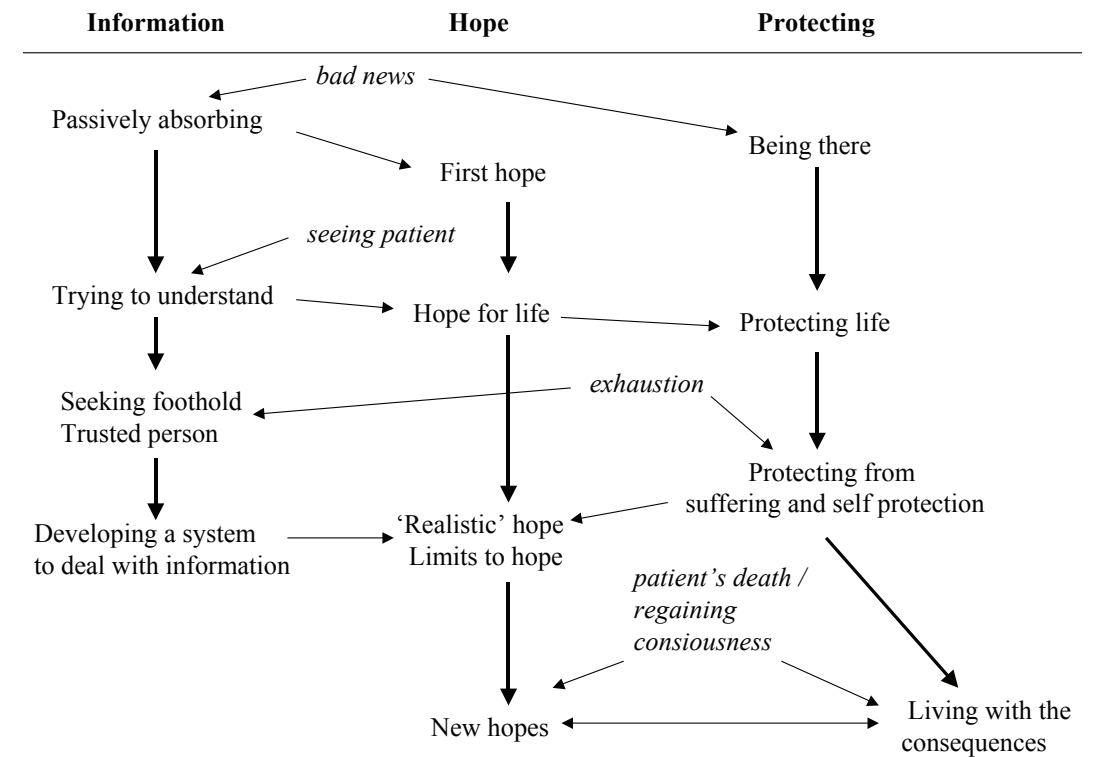 Information Hope Protecting
bad news
Passively absorbing
Being there
First hope
seeing patient
Trying to understand
Hope for life
Protecting life
exhaustion
Seeking foothold
Trusted person
Protecting from
suffering and self protection
‘Realistic’ hope
Limits to hope
Developing a system
to deal with information
patient’s death /
regaining
consiousness
New hopes
Living with the
consequences